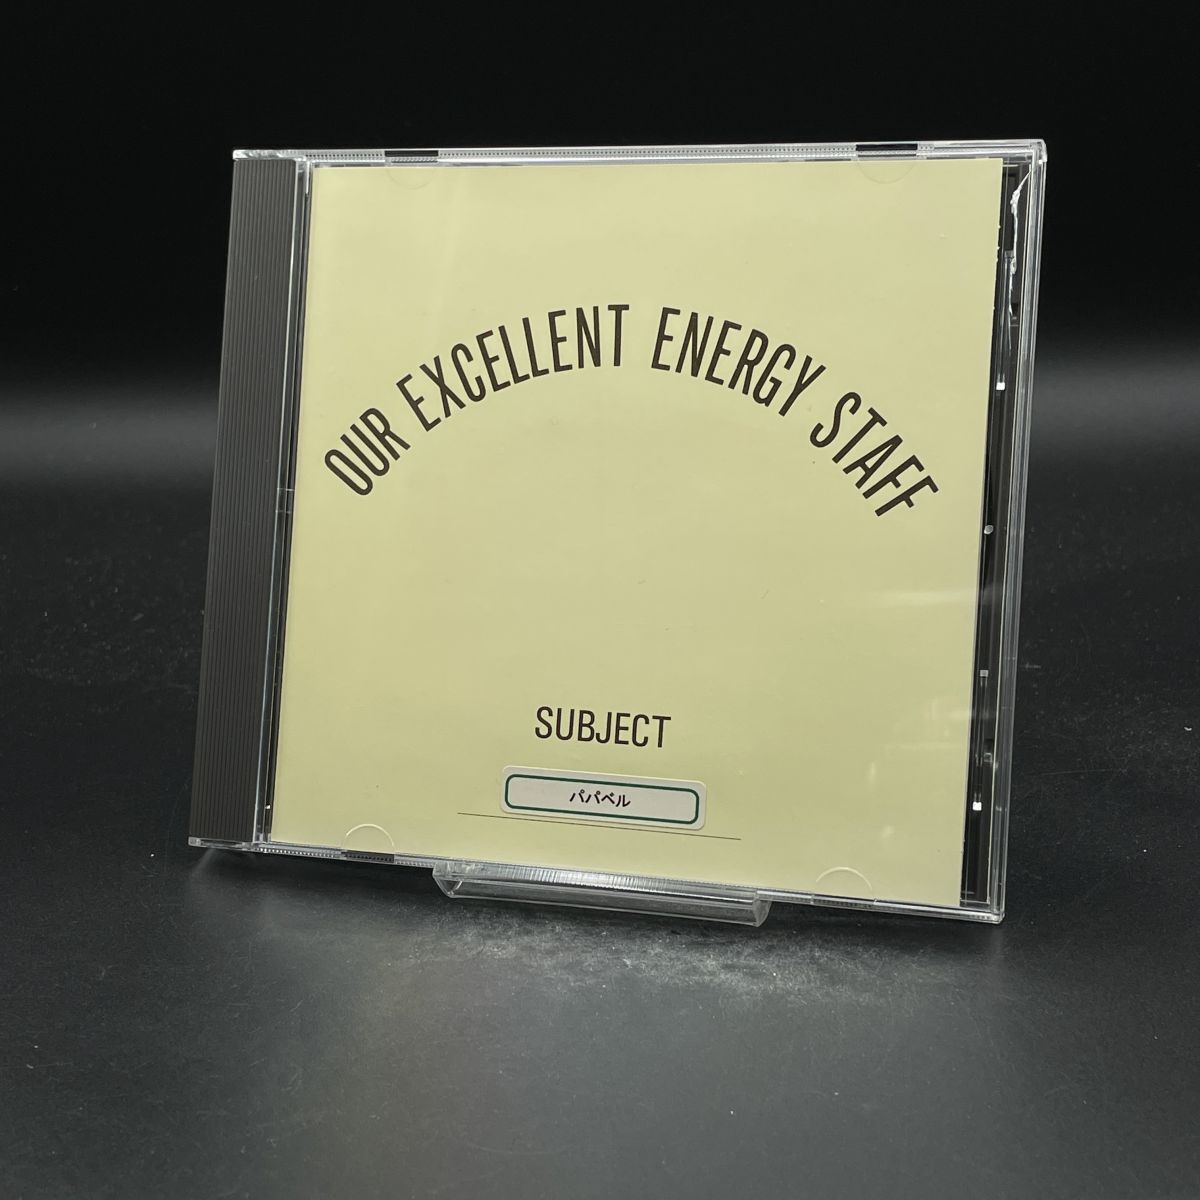 OUR EXCELLENT ENERGY STAFF
SUBJECT
パパベル